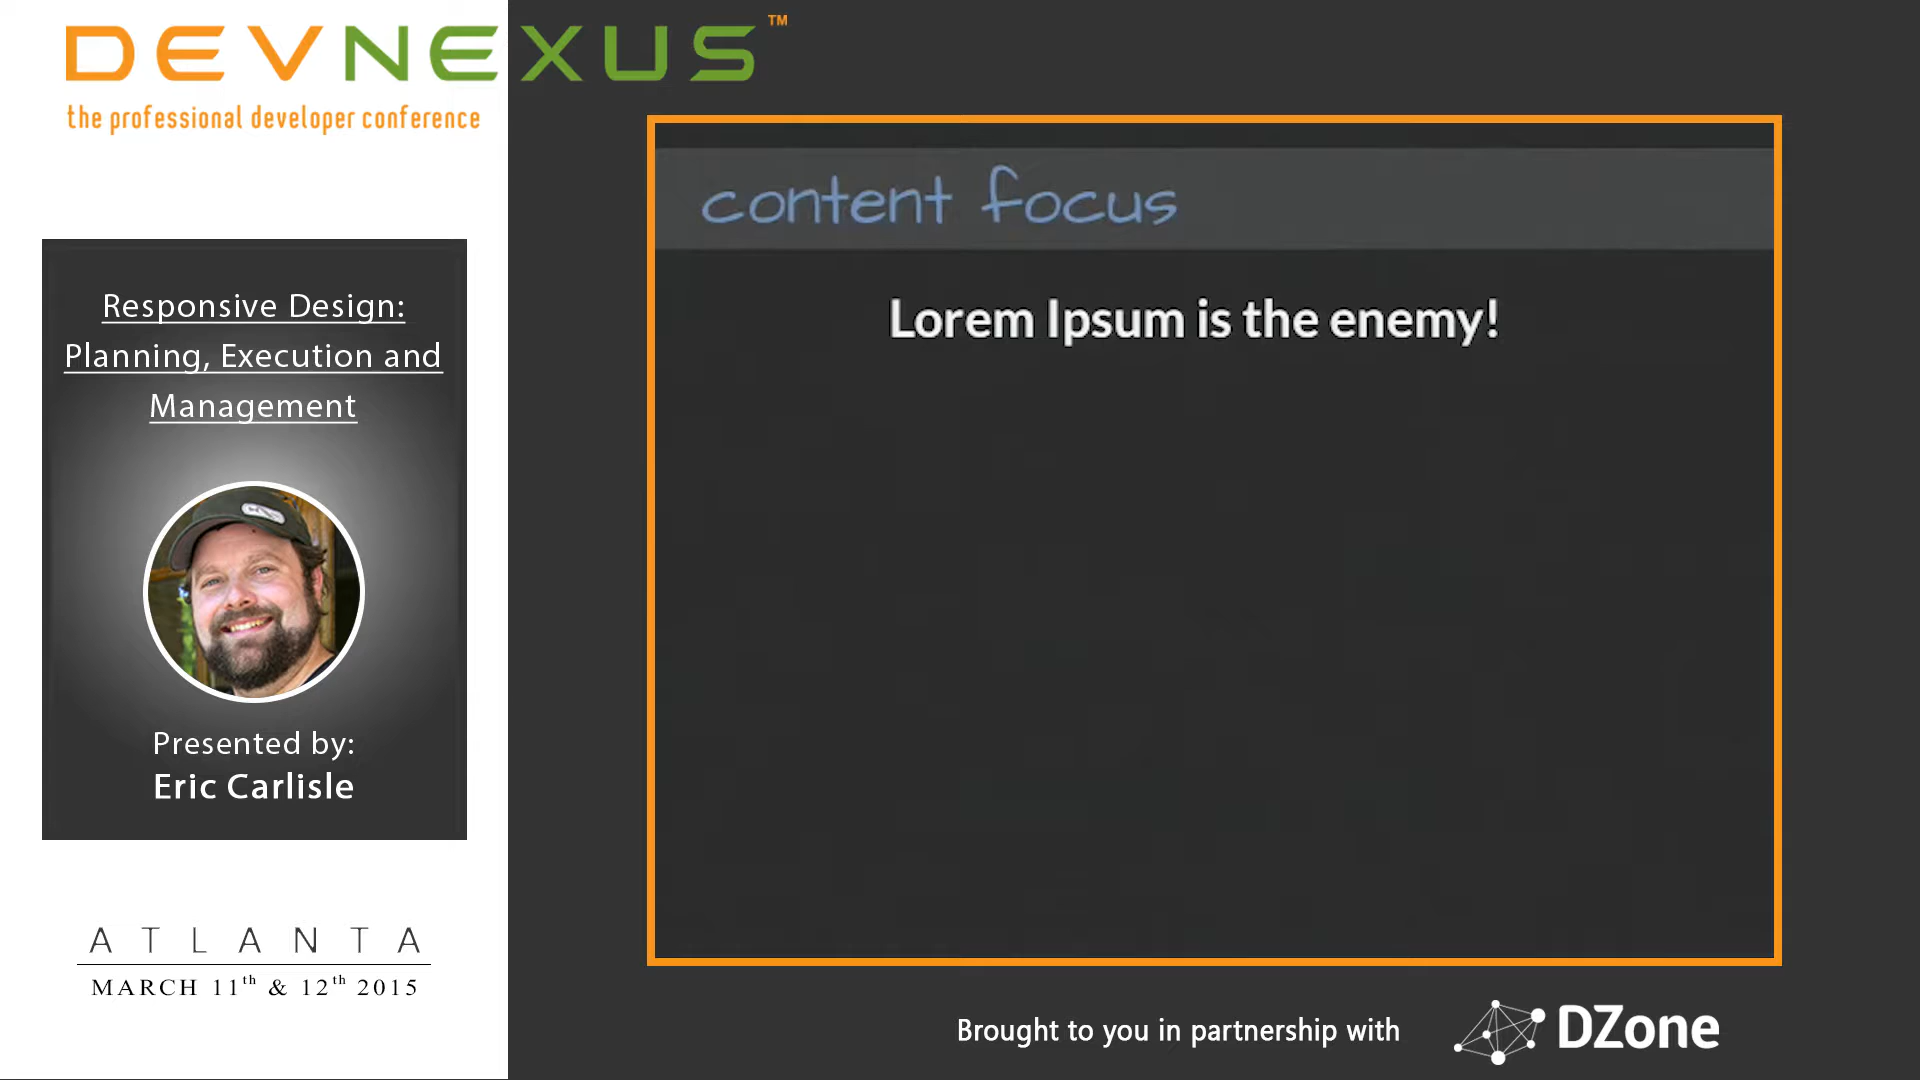 DEVNEXUS™
the professional developer conference
Responsive Design:
Planning, Execution and
Management
Presented by:
Eric Carlisle
ATLANTA
MARCH 11th & 12th 2015
content focus
Lorem Ipsum is the enemy!
Brought to you in partnership with
DZone